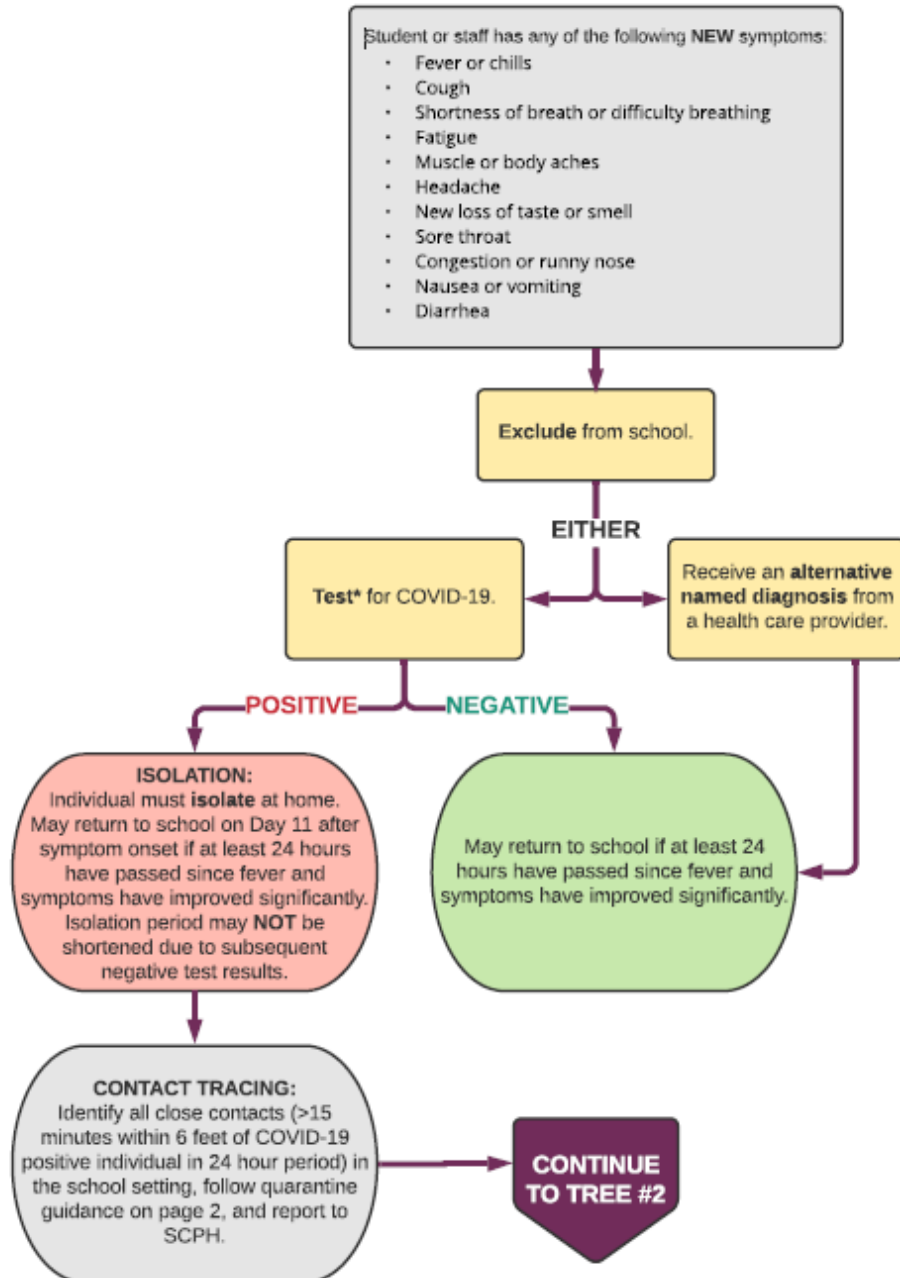 Student or staff has any of the following NEW symptoms:
· Fever or chills
· Cough
· Shortness of breath or difficulty breathing
· Fatigue
· Muscle or body aches
· Headache
· New loss of taste or smell
· Sore throat
· Congestion or runny nose
· Nausea or vomiting
· Diarrhea
Exclude from school.
EITHER
Test* for COVID-19.
Receive an alternative
named diagnosis from
a health care provider.
POSITIVE
NEGATIVE
ISOLATION:
Individual must isolate at home.
May return to school on Day 11 after
symptom onset if at least 24 hours
have passed since fever and
symptoms have improved significantly.
Isolation period may NOT be
shortened due to subsequent
negative test results.
May return to school if at least 24
hours have passed since fever and
symptoms have improved significantly.
CONTACT TRACING:
Identify all close contacts (>15
minutes within 6 feet of COVID-19
positive individual in 24 hour period) in
the school setting, follow quarantine
guidance on page 2, and report to
SCPH.
CONTINUE
TO TREE #2